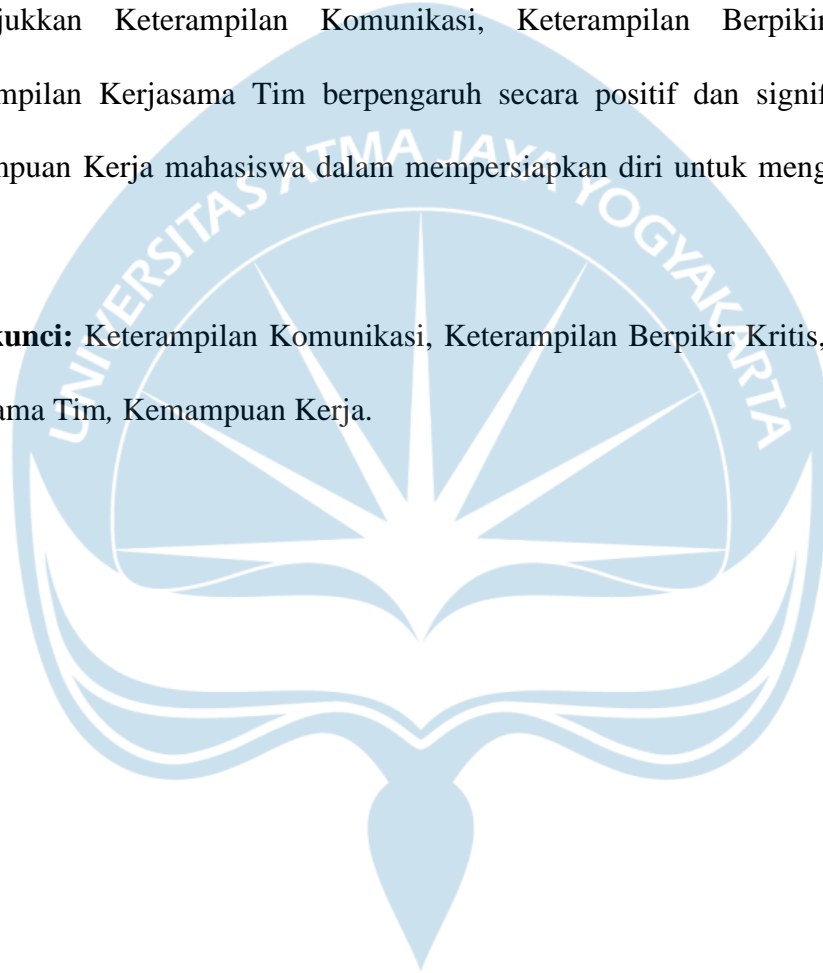 jukkan Keterampilan Komunikasi, Keterampilan Berpikir
mpilan Kerjasama Tim berpengaruh secara positif dan signif
puan Kerja mahasiswa dalam mempersiapkan diri untuk meng
UNIVERSITAS ATMA JAYA YOGYAKARTA
kunci: Keterampilan Komunikasi, Keterampilan Berpikir Kritis,
ama Tim, Kemampuan Kerja.